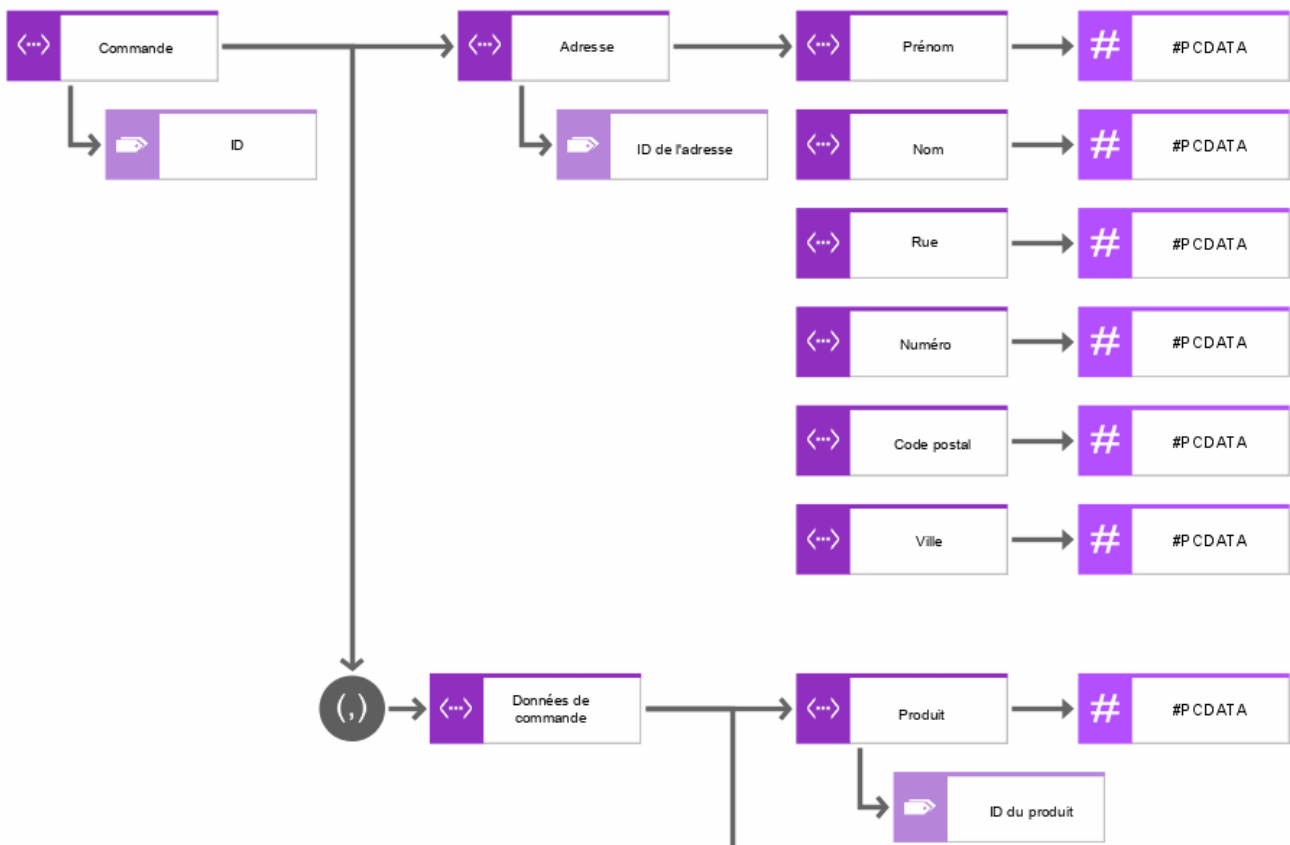 Commande
Adresse
Prénom
#PCDATA
ID
ID de l'adresse
Nom
#PCDATA
Rue
#PCDATA
Numéro
#PCDATA
Code postal
#PCDATA
Ville
#PCDATA
(,)
Données de
commande
Produit
#PCDATA
ID du produit